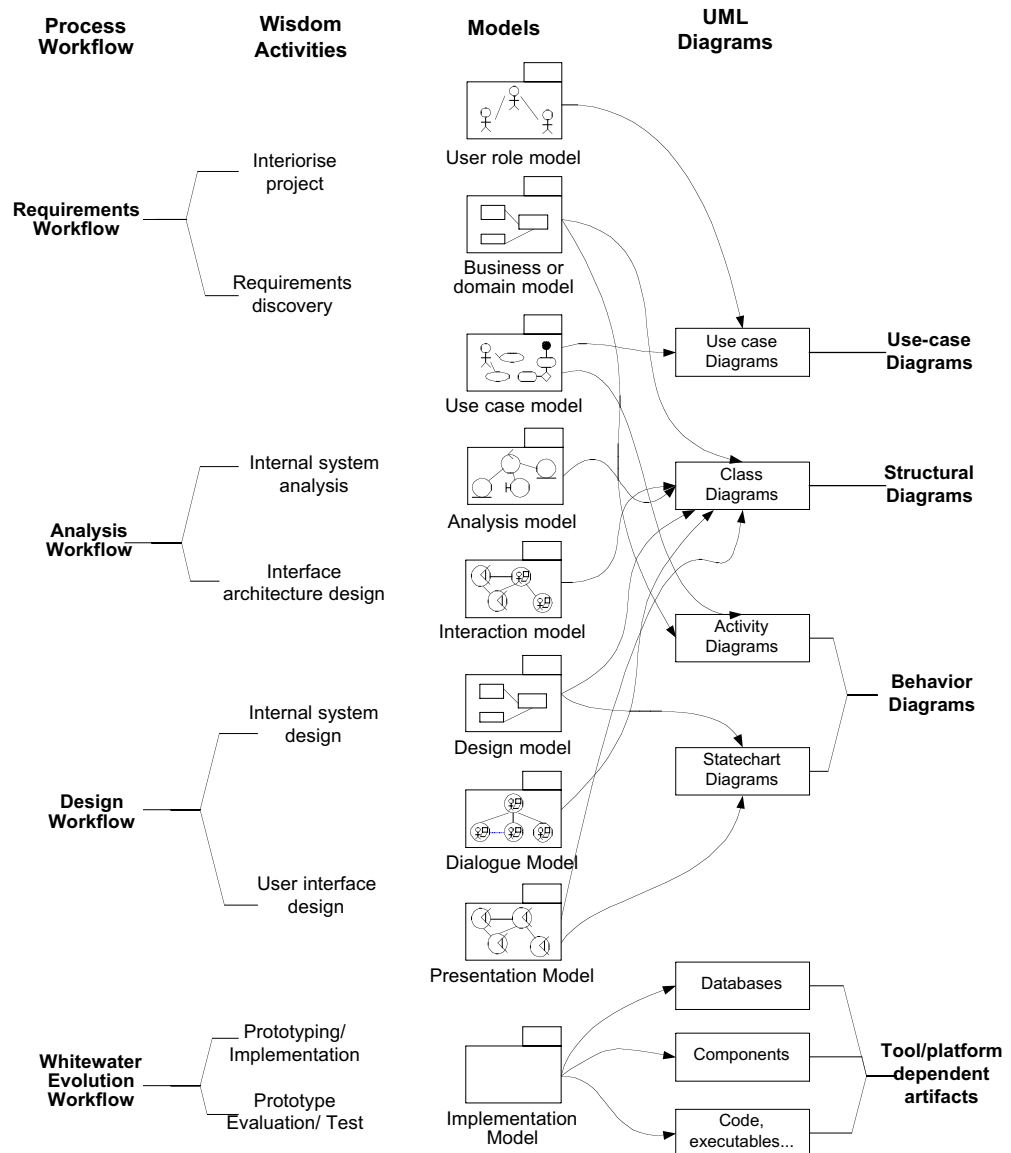 Process
Workflow
Wisdom
Activities
Models
UML
Diagrams
Requirements
Workflow
Interiorise
project
Requirements
discovery
Analysis
Workflow
Internal system
analysis
Interface
architecture design
Design
Workflow
Internal system
design
User interface
design
Whitewater
Evolution
Workflow
Prototyping/
Implementation
Prototype
Evaluation/ Test
User role model
Business or
domain model
Use case model
Analysis model
Interaction model
Design model
Dialogue Model
Presentation Model
Implementation
Model
Use case
Diagrams
Class
Diagrams
Activity
Diagrams
Statechart
Diagrams
Databases
Components
Code,
executables...
Use-case
Diagrams
Structural
Diagrams
Behavior
Diagrams
Tool/platform
dependent
artifacts